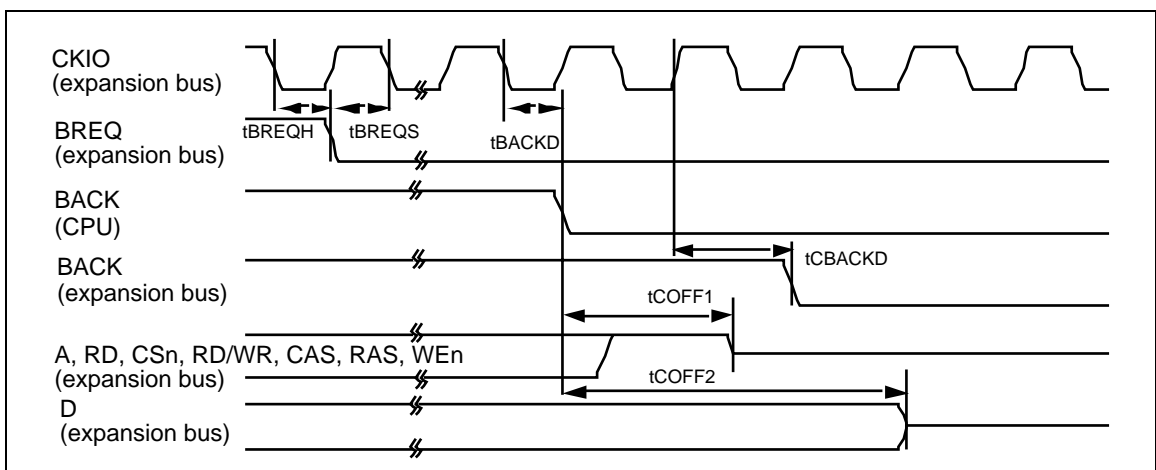 CKIO
(expansion bus)
tBREQH
tBREQS
tBACKD
BREQ
(expansion bus)
BACK
(CPU)
BACK
(expansion bus)
tCBACKD
tCOFF1
A, RD, CSn, RD/WR, CAS, RAS, WEn
(expansion bus)
tCOFF2
D
(expansion bus)